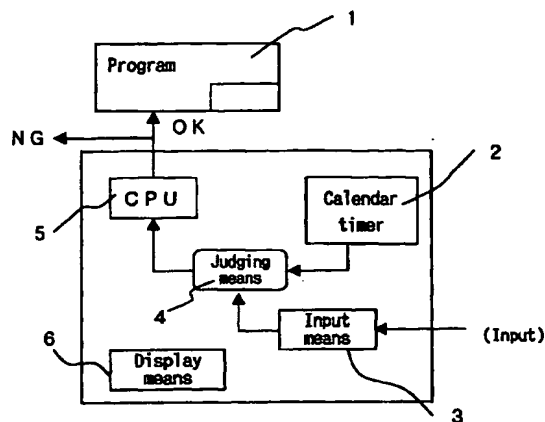 1
Program
OK
NG
2
CPU
Calendar
timer
5
Judging
means
4
Input
means
(Input)
6
Display
means
3